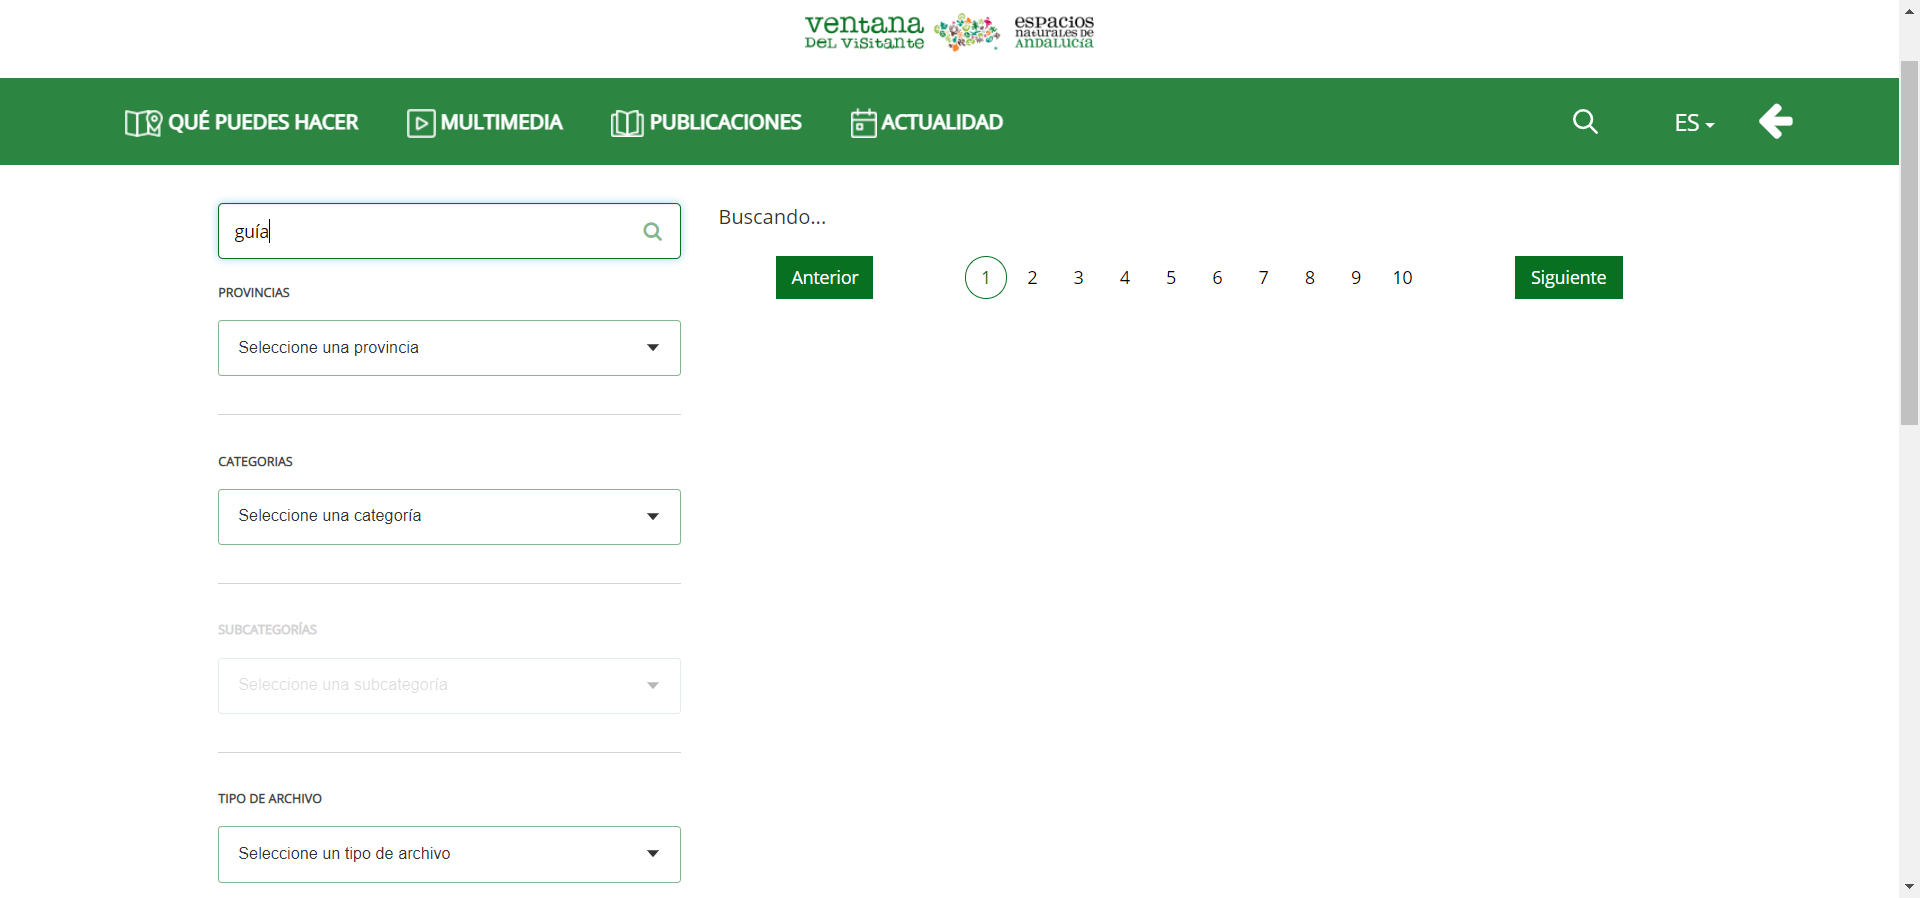 ventana
DEL VISITANTE
espacios
naturales de
ANDALUCÍA
QUÉ PUEDES HACER
MULTIMEDIA
PUBLICACIONES
ACTUALIDAD
ES
guía
Buscando...
Anterior
1 2 3 4 5 6 7 8 9 10
Siguiente
PROVINCIAS
Seleccione una provincia
CATEGORIAS
Seleccione una categoría
SUBCATEGORÍAS
Seleccione una subcategoría
TIPO DE ARCHIVO
Seleccione un tipo de archivo